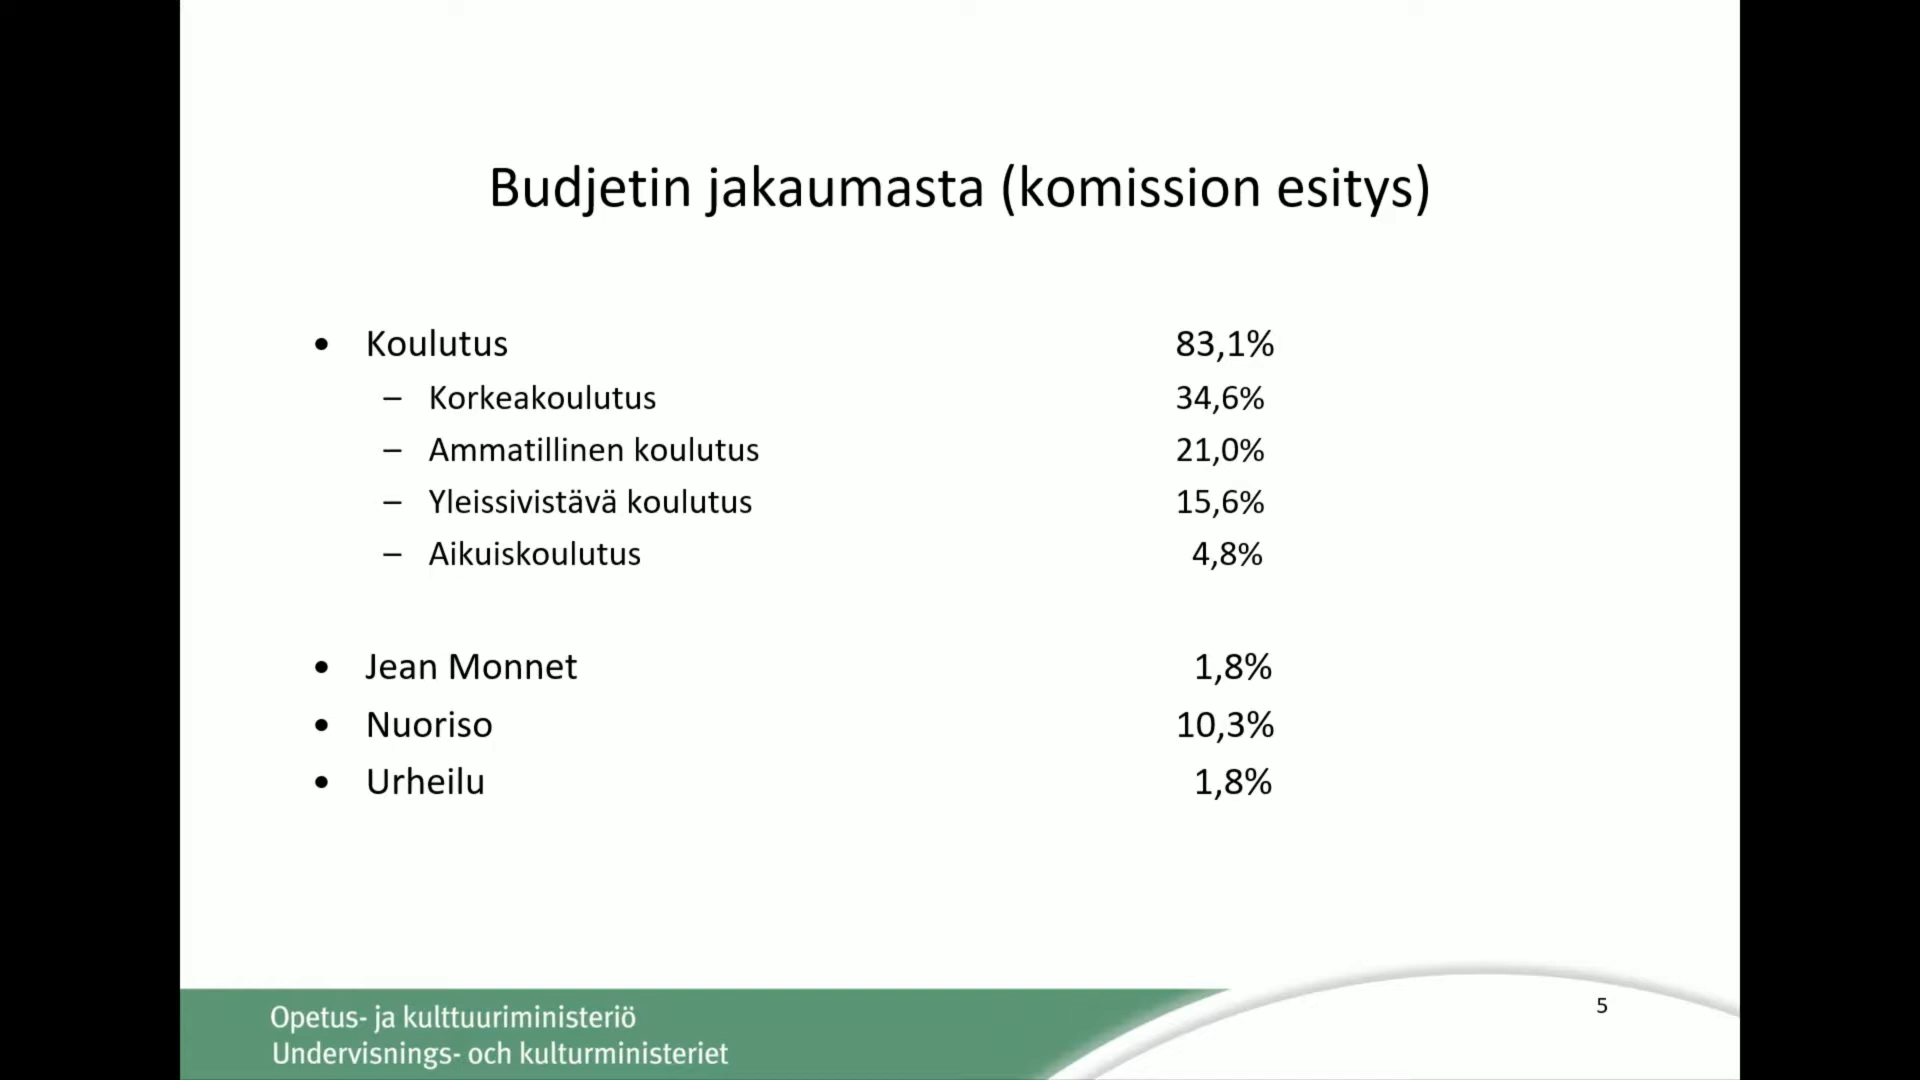 Budjetin jakaumasta (komission esitys)
• Koulutus 83,1%
– Korkeakoulutus 34,6%
– Ammatillinen koulutus 21,0%
– Yleissivistävä koulutus 15,6%
– Aikuiskoulutus 4,8%
• Jean Monnet 1,8%
• Nuoriso 10,3%
• Urheilu 1,8%
5
Opetus- ja kulttuuriministeriö
Undervisnings- och kulturministeriet